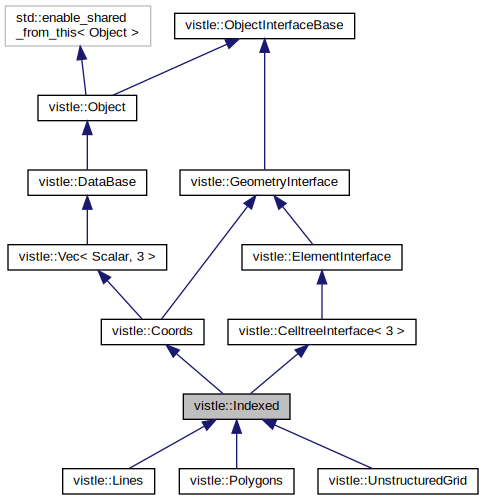 std::enable_shared
_from_this< Object >
vistle::ObjectInterfaceBase
vistle::Object
vistle::DataBase
vistle::GeometryInterface
vistle::Vec< Scalar, 3 >
vistle::ElementInterface
vistle::Coords
vistle::CelltreeInterface< 3 >
vistle::Indexed
vistle::Lines
vistle::Polygons
vistle::UnstructuredGrid